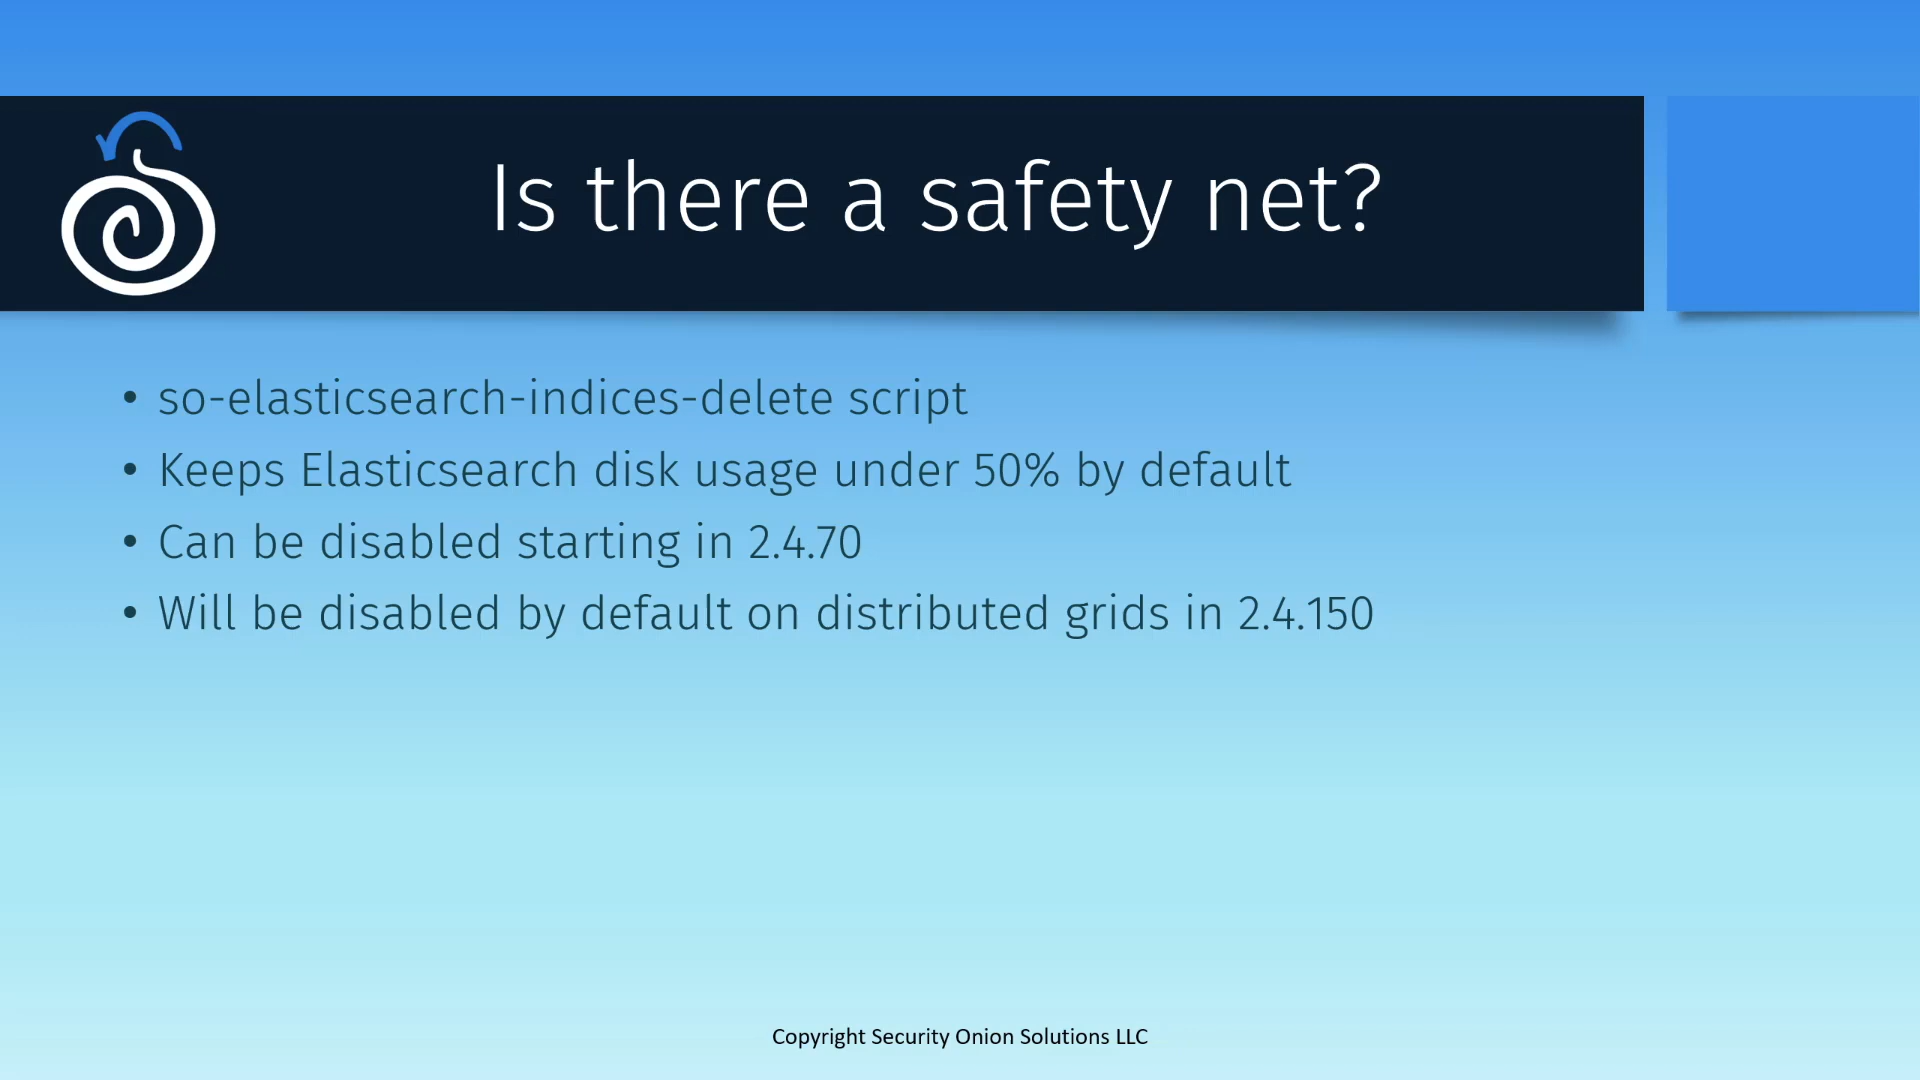 Is there a safety net?
• so-elasticsearch-indices-delete script
• Keeps Elasticsearch disk usage under 50% by default
• Can be disabled starting in 2.4.70
• Will be disabled by default on distributed grids in 2.4.150
Copyright Security Onion Solutions LLC